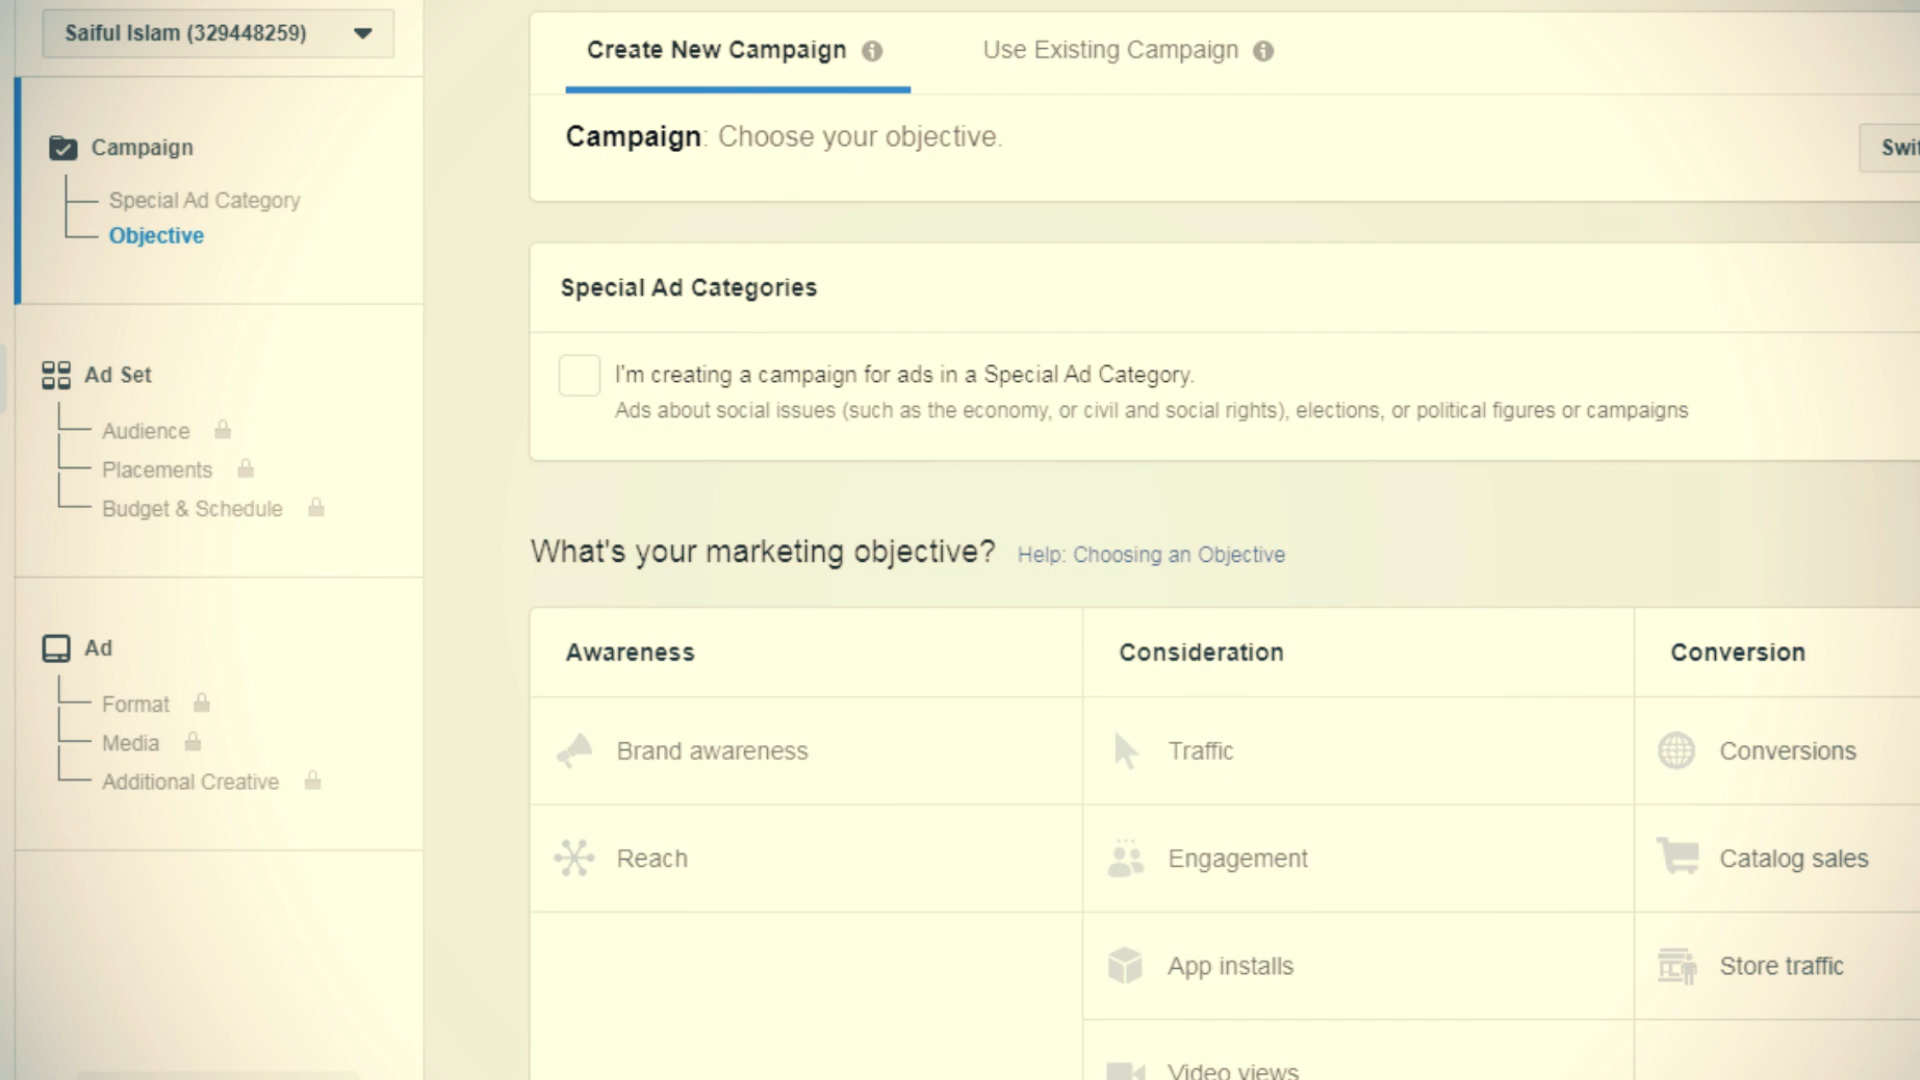 Saiful Islam (329448259)
Create New Campaign
Use Existing Campaign
Campaign: Choose your objective.
Campaign
Special Ad Category
Objective
Special Ad Categories
I'm creating a campaign for ads in a Special Ad Category.
Ads about social issues (such as the economy, or civil and social rights), elections, or political figures or campaigns
Ad Set
Audience
Placements
Budget & Schedule
What's your marketing objective? Help: Choosing an Objective
Ad
Format
Media
Additional Creative
Awareness
Consideration
Conversion
Brand awareness
Traffic
Conversions
Reach
Engagement
Catalog sales
App installs
Store traffic
Video views